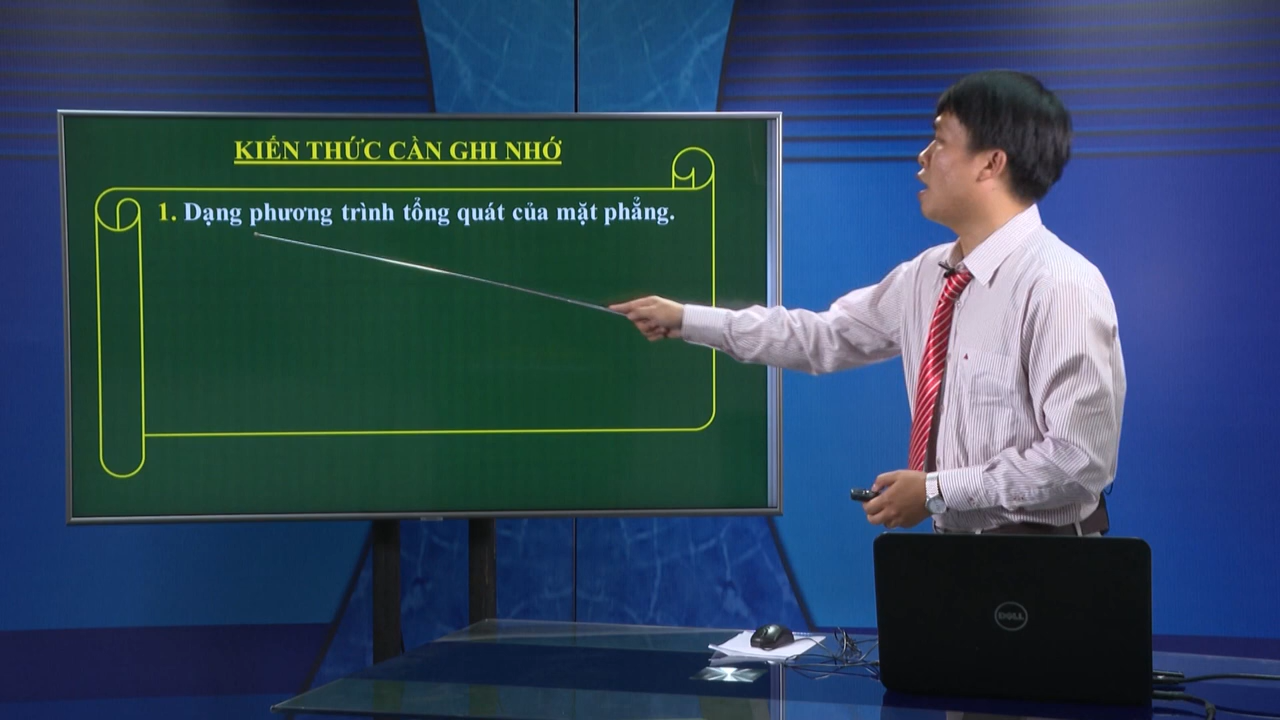 KIẾN THỨC CẦN GHI NHỚ
1. Dạng phương trình tổng quát của mặt phẳng.
DELL